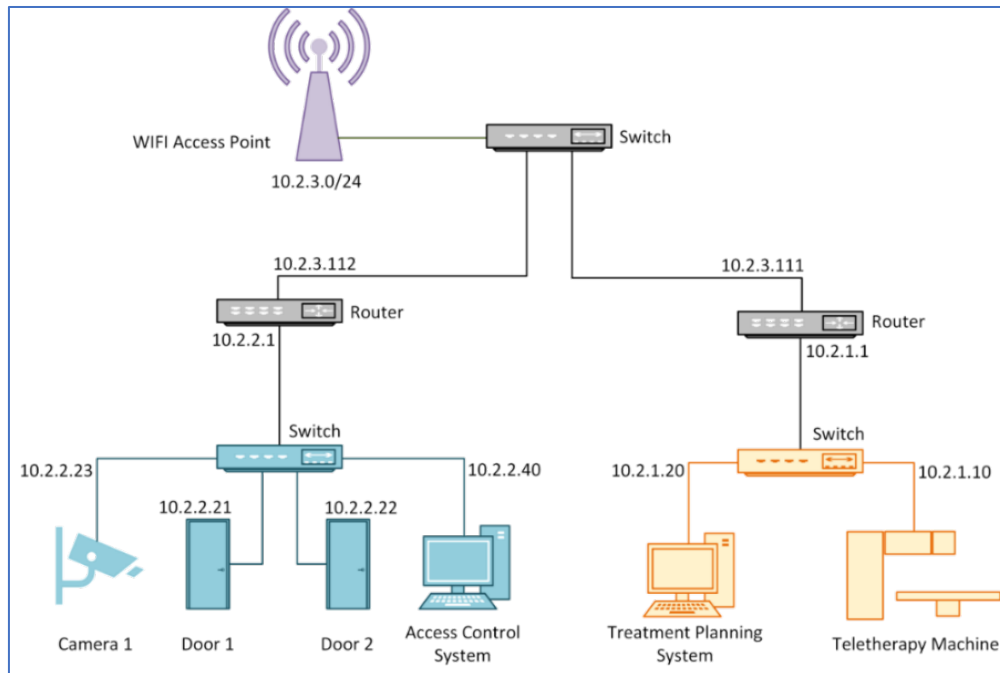 WIFI Access Point
Switch
10.2.3.0/24
10.2.3.112
10.2.3.111
Router
Router
10.2.2.1
10.2.1.1
Switch
Switch
10.2.2.23
10.2.2.40
10.2.1.20
10.2.1.10
10.2.2.21
10.2.2.22
Camera 1
Door 1
Door 2
Access Control
System
Treatment Planning
System
Teletherapy Machine